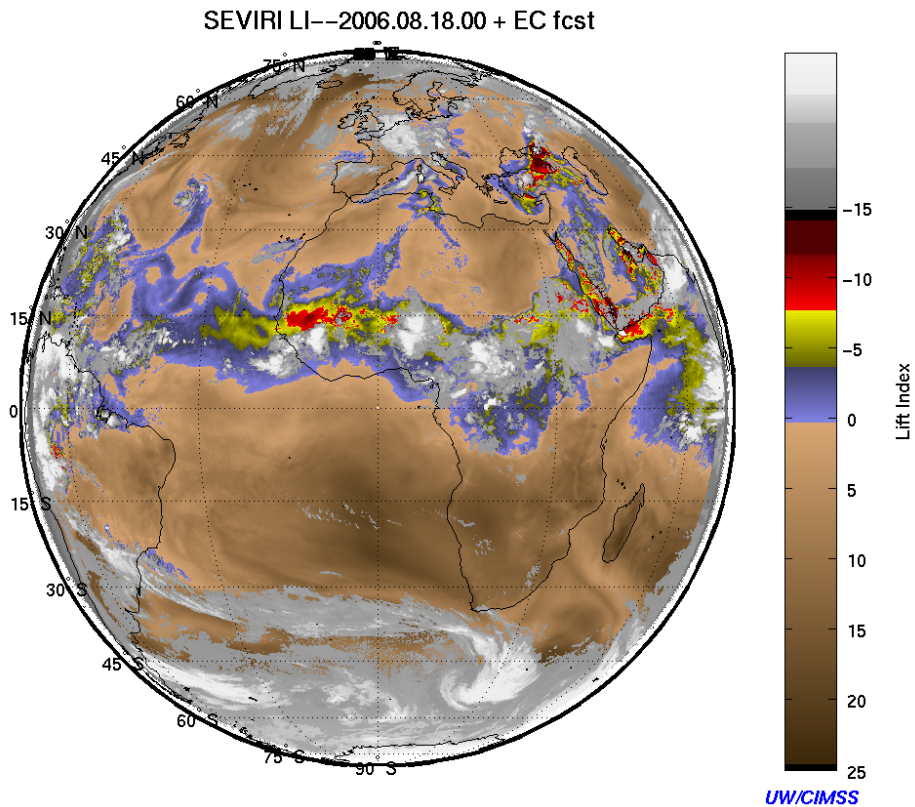 SEVIRI LI--2006.08.18.00 + EC fcst
75° N
60° N
45° N
30° N
15° N
0°
15° S
30° S
45° S
60° S
75° S
90° S
-15
-10
-5
0
5
10
15
20
25
Lift Index
UW/CIMSS